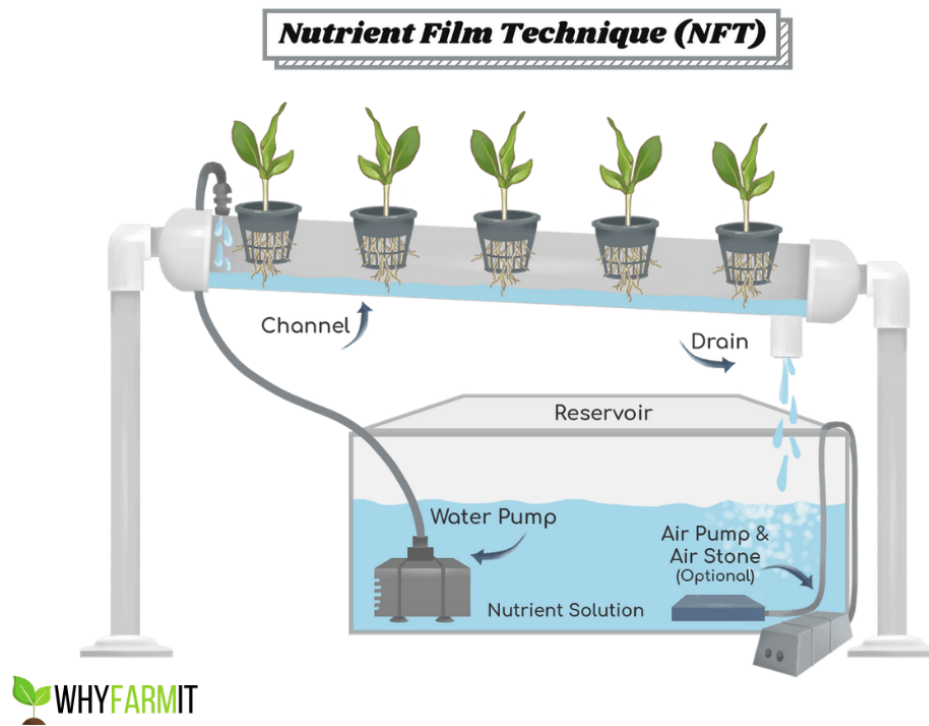 Nutrient Film Technique (NFT)
Channel
Drain
Reservoir
Water Pump
Air Pump &
Air Stone
(Optional)
Nutrient Solution
WHYFARMIT